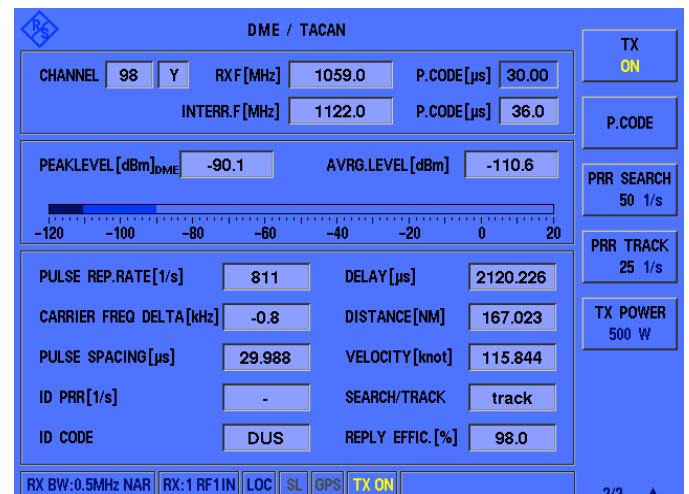 R/S
DME / TACAN
CHANNEL 98 Y RXF[MHz] 1059.0 P.CODE[µs] 30.00
INTERR.F[MHz] 1122.0 P.CODE[µs] 36.0
PEAKLEVEL[dBm]DME -90.1 AVRG.LEVEL[dBm] -110.6
-120 -100 -80 -60 -40 -20 0 20
PULSE REP.RATE[1/s] 811 DELAY[µs] 2120.226
CARRIER FREQ DELTA[kHz] -0.8 DISTANCE[NM] 167.023
PULSE SPACING[µs] 29.988 VELOCITY[knot] 115.844
ID PRR[1/s] - SEARCH/TRACK track
ID CODE DUS REPLY EFFIC.[%] 98.0
RX BW:0.5MHz NAR RX:1 RF1IN LOC SL GPS TX ON
TX
ON
P.CODE
PRR SEARCH
50 1/s
PRR TRACK
25 1/s
TX POWER
500 W